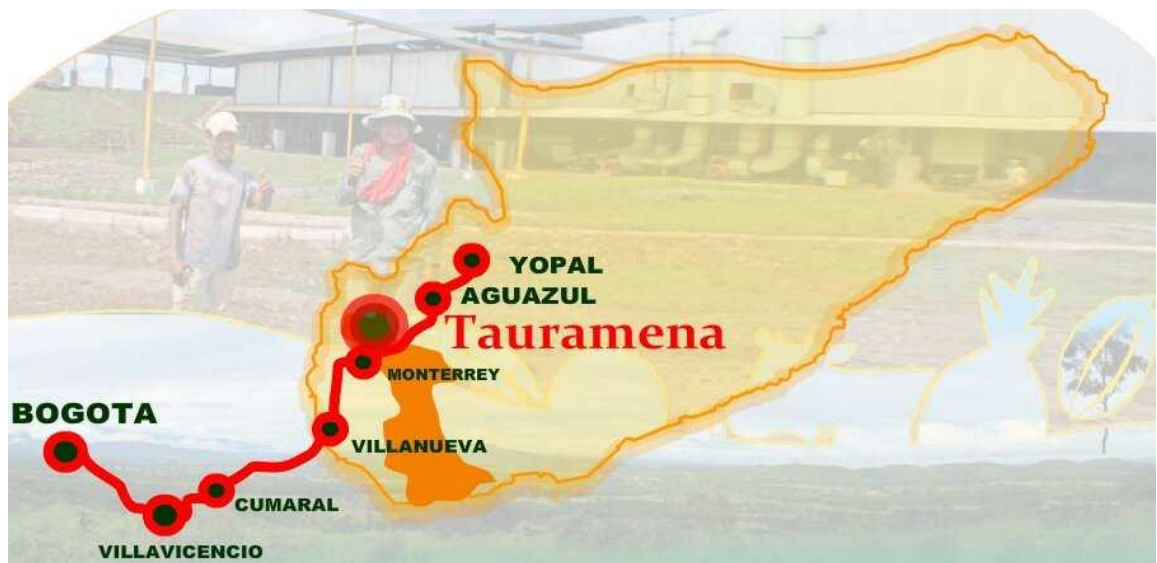 YOPAL
AGUAZUL
Tauramena
MONTERREY
BOGOTA
VILLANUEVA
CUMARAL
VILLAVICENCIO